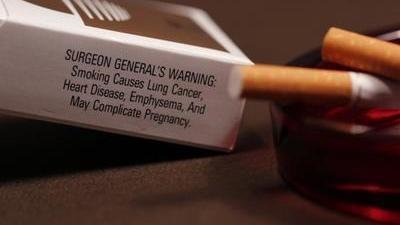 SURGEON GENERAL'S WARNING:
Smoking Causes Lung Cancer,
Heart Disease, Emphysema, And
May Complicate Pregnancy.